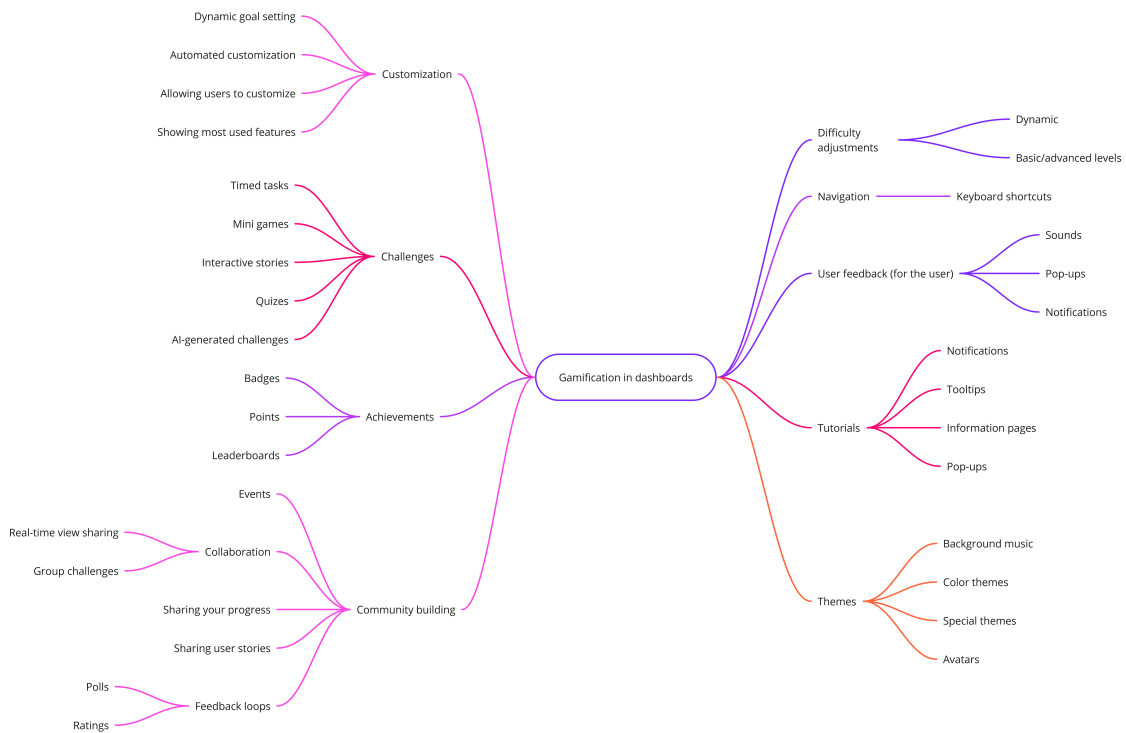 Gamification in dashboards
Customization
Dynamic goal setting
Automated customization
Allowing users to customize
Showing most used features
Challenges
Timed tasks
Mini games
Interactive stories
Quizes
AI-generated challenges
Achievements
Badges
Points
Leaderboards
Community building
Events
Collaboration
Real-time view sharing
Group challenges
Sharing your progress
Sharing user stories
Feedback loops
Polls
Ratings
Difficulty
adjustments
Dynamic
Basic/advanced levels
Navigation
Keyboard shortcuts
User feedback (for the user)
Sounds
Pop-ups
Notifications
Tutorials
Notifications
Tooltips
Information pages
Pop-ups
Themes
Background music
Color themes
Special themes
Avatars